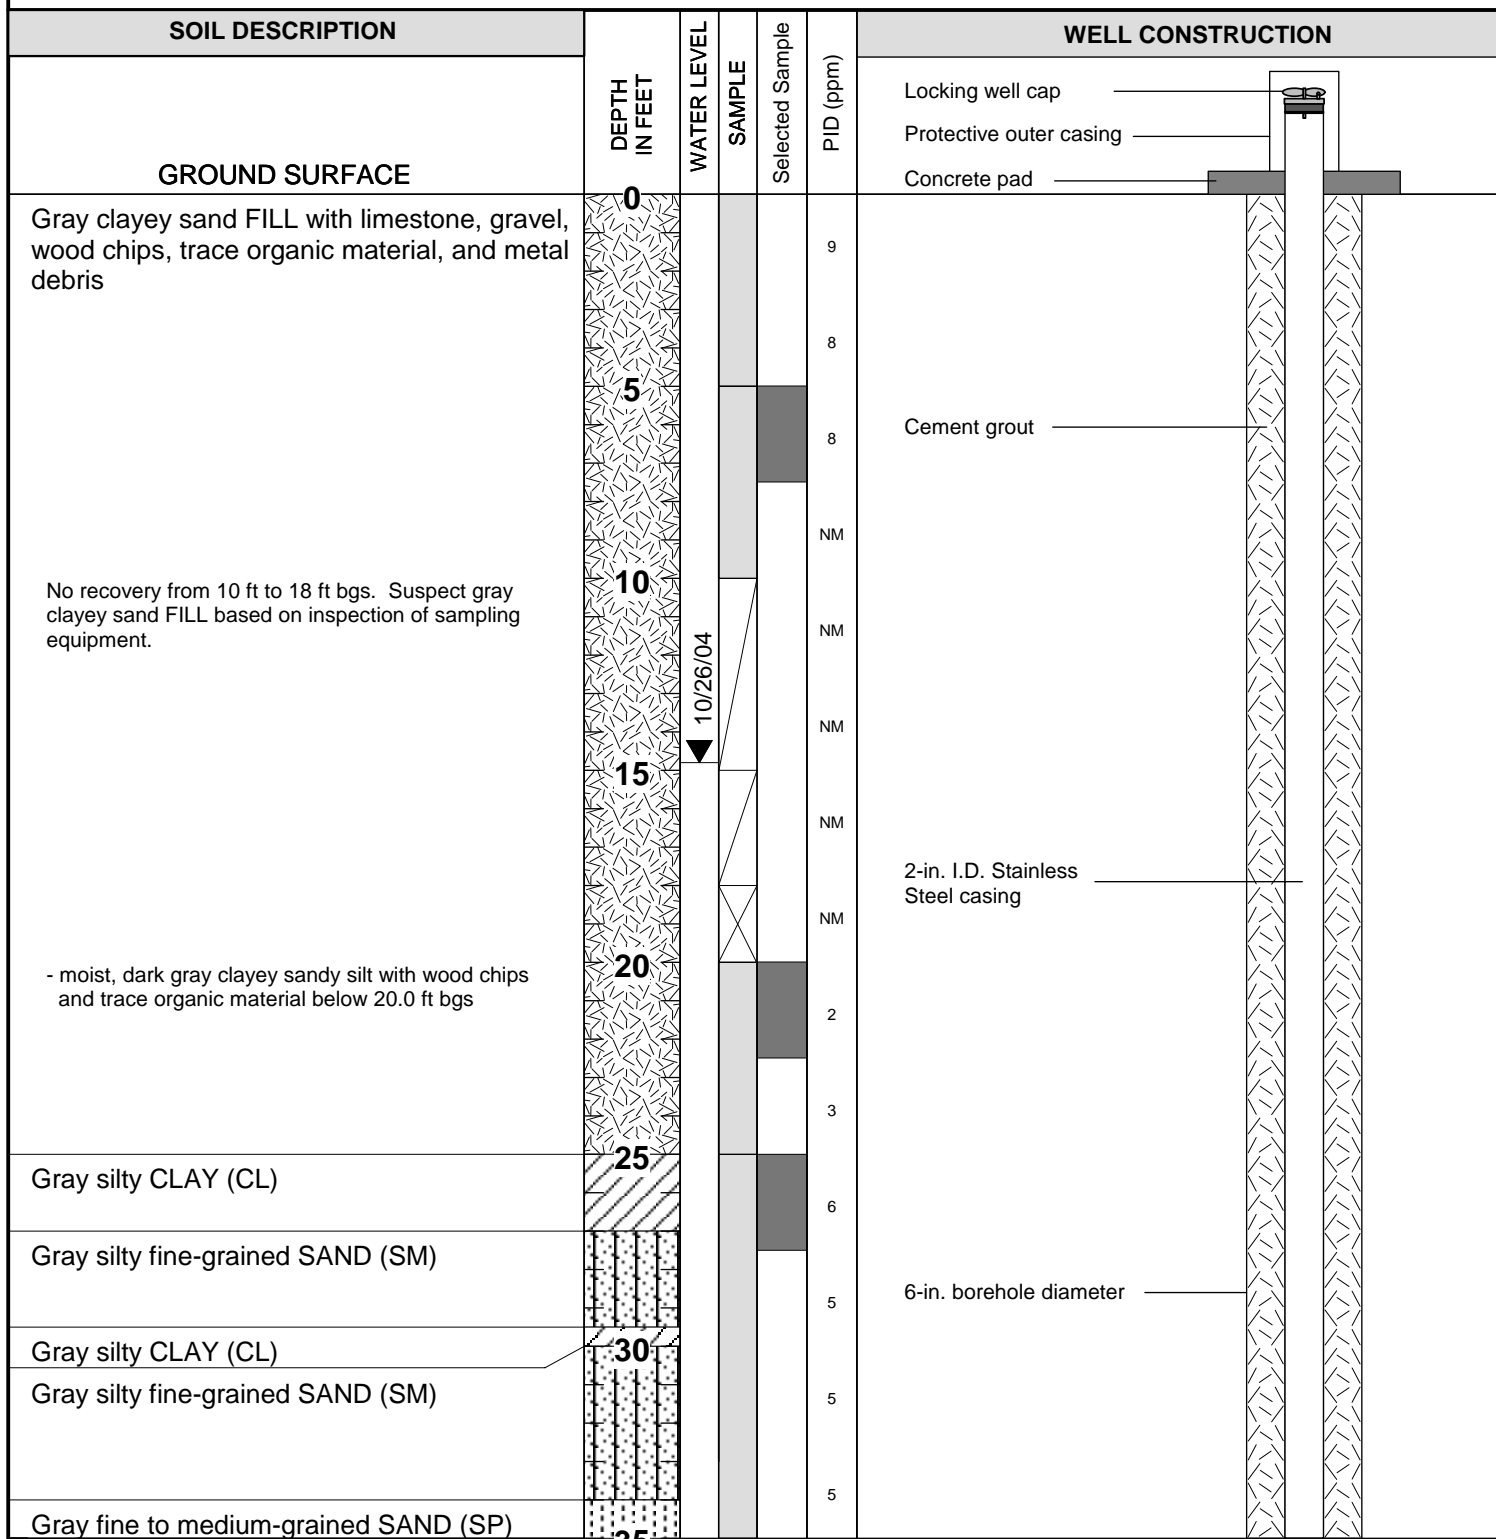 SOIL DESCRIPTION
DEPTH
IN FEET
WATER LEVEL
SAMPLE
Selected Sample
PID (ppm)
WELL CONSTRUCTION
GROUND SURFACE
Locking well cap
Protective outer casing
Concrete pad
0
Gray clayey sand FILL with limestone, gravel,
wood chips, trace organic material, and metal
debris
9
8
5
8
Cement grout
NM
10
No recovery from 10 ft to 18 ft bgs. Suspect gray
clayey sand FILL based on inspection of sampling
equipment.
NM
10/26/04
NM
15
NM
2-in. I.D. Stainless
Steel casing
NM
20
- moist, dark gray clayey sandy silt with wood chips
and trace organic material below 20.0 ft bgs
2
3
25
Gray silty CLAY (CL)
6
Gray silty fine-grained SAND (SM)
5
6-in. borehole diameter
Gray silty CLAY (CL)
30
Gray silty fine-grained SAND (SM)
5
5
Gray fine to medium-grained SAND (SP)
35